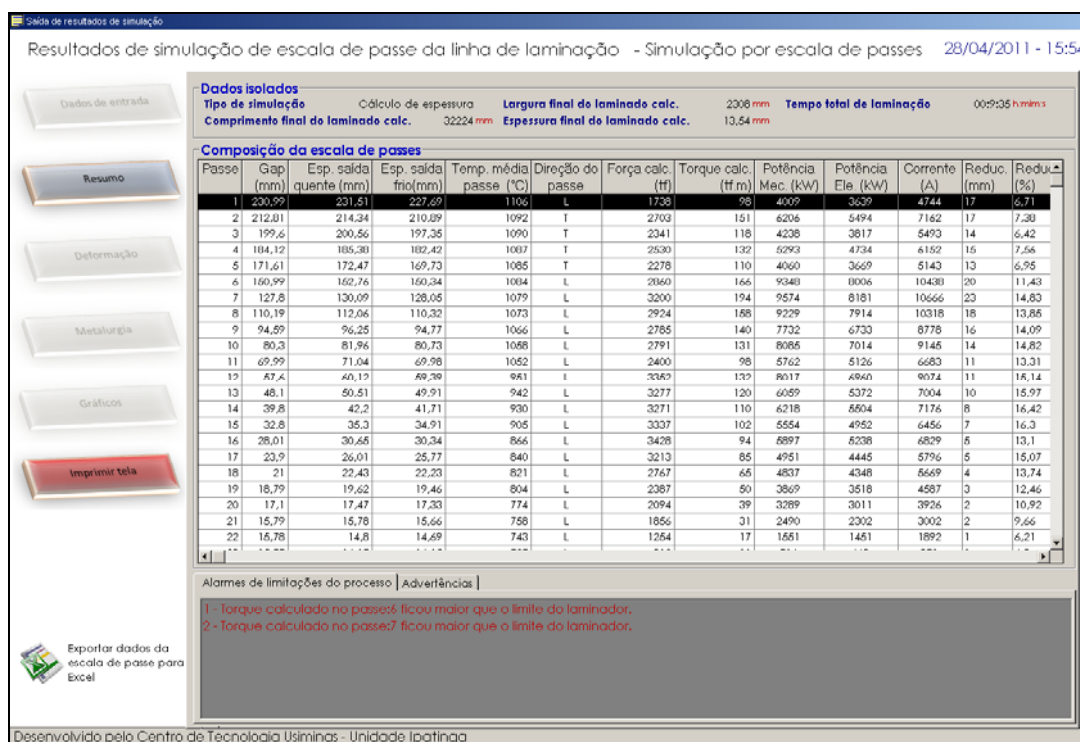 Saída de resultados de simulação
Resultados de simulação de escala de passe da linha de laminação - Simulação por escala de passes 28/04/2011 - 15:54
Dados de entrada
Resumo
Deformação
Metalurgia
Gráficos
Imprimir tela
Exportar dados da
escala de passe para
Excel
Dados isolados
Tipo de simulação Cálculo de espessura Largura final do laminado calc. 2308 mm Tempo total de laminação 00:9:35 h:mim:s
Comprimento final do laminado calc. 32224 mm Espessura final do laminado calc. 13,54 mm
Composição da escala de passes
Passe Gap Esp. saída Esp. saída Temp. média Direção do Força calc. Torque calc. Potência Potência Corrente Reduc. Reduc
(mm) quente (mm) frio(mm) passe (°C) passe (tf) (tf.m) Mec. (kW) Ele. (kW) (A) (mm) (%)
1 230,99 231,51 227,69 1106 L 1738 98 4009 3639 4744 17 6,71
2 212,81 214,34 210,89 1092 T 2703 151 6206 5494 7162 17 7,38
3 199,6 200,56 197,35 1090 T 2341 118 4238 3817 5493 14 6,42
4 184,12 185,38 182,42 1087 T 2530 132 5293 4734 6152 15 7,56
5 171,61 172,47 169,73 1085 T 2278 110 4060 3669 5143 13 6,95
6 150,99 152,76 150,34 1084 L 2860 166 9348 8006 10438 20 11,43
7 127,8 130,09 128,05 1079 L 3200 194 9574 8181 10666 23 14,83
8 110,19 112,06 110,32 1073 L 2924 158 9229 7914 10318 18 13,85
9 94,59 96,25 94,77 1066 L 2785 140 7732 6733 8778 16 14,09
10 80,3 81,96 80,73 1058 L 2791 131 8085 7014 9145 14 14,82
11 69,99 71,04 69,98 1052 L 2400 98 5762 5126 6683 11 13,31
12 57,6 60,12 59,39 951 L 3352 132 8017 6960 9074 11 15,14
13 48,1 50,51 49,91 942 L 3277 120 6059 5372 7004 10 15,97
14 39,8 42,2 41,71 930 L 3271 110 6218 5504 7176 8 16,42
15 32,8 35,3 34,91 905 L 3337 102 5554 4952 6456 7 16,3
16 28,01 30,65 30,34 866 L 3428 94 5897 5238 6829 5 13,1
17 23,9 26,01 25,77 840 L 3213 85 4951 4445 5796 5 15,07
18 21 22,43 22,23 821 L 2767 65 4837 4348 5669 4 13,74
19 18,79 19,62 19,46 804 L 2387 50 3869 3518 4587 3 12,46
20 17,1 17,47 17,33 774 L 2094 39 3289 3011 3926 2 10,92
21 15,79 15,78 15,66 758 L 1856 31 2490 2302 3002 2 9,66
22 15,78 14,8 14,69 743 L 1254 17 1551 1451 1892 1 6,21
Alarmes de limitações do processo Advertências
1 - Torque calculado no passe:6 ficou maior que o limite do laminador.
2 - Torque calculado no passe:7 ficou maior que o limite do laminador.
Desenvolvido pelo Centro de Tecnologia Usiminas - Unidade Ipatinga